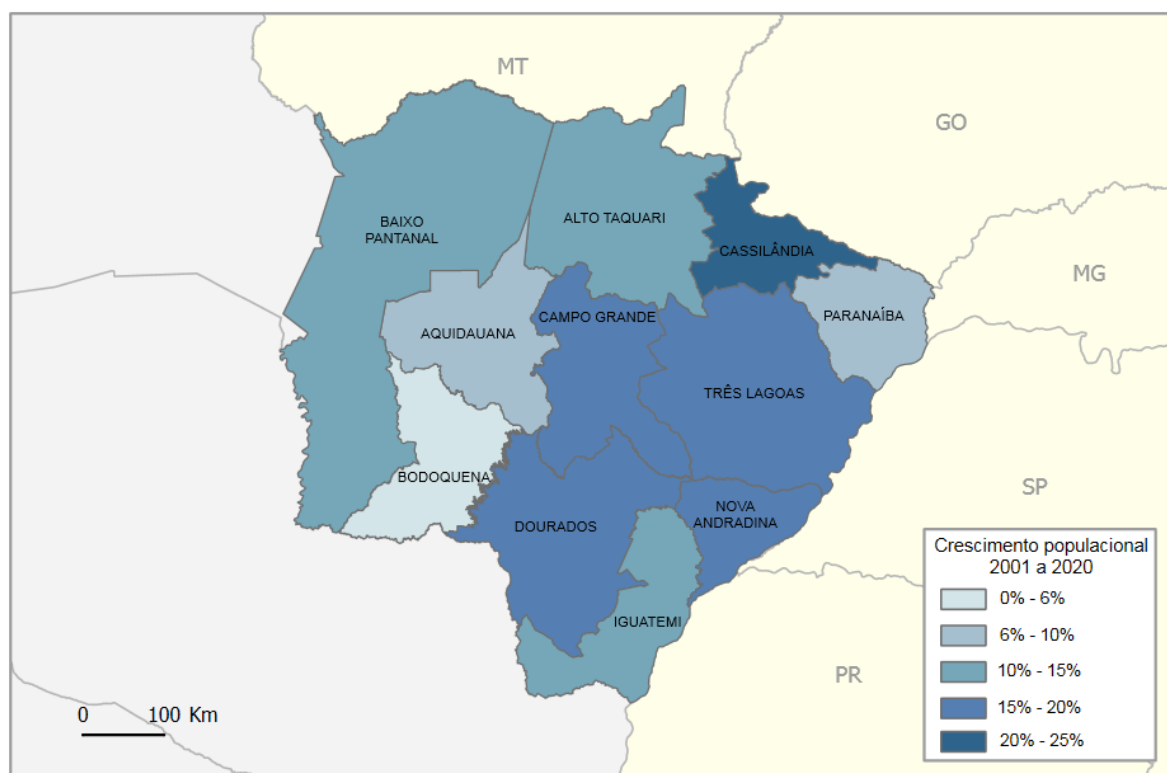 MT
GO
MG
SP
PR
BAIXO
PANTANAL
ALTO TAQUARI
CASSILÂNDIA
PARANAÍBA
CAMPO GRANDE
AQUIDAUANA
TRÊS LAGOAS
BODOQUENA
DOURADOS
NOVA
ANDRADINA
IGUATEMI
0 100 Km
Crescimento populacional
2001 a 2020
0% - 6%
6% - 10%
10% - 15%
15% - 20%
20% - 25%